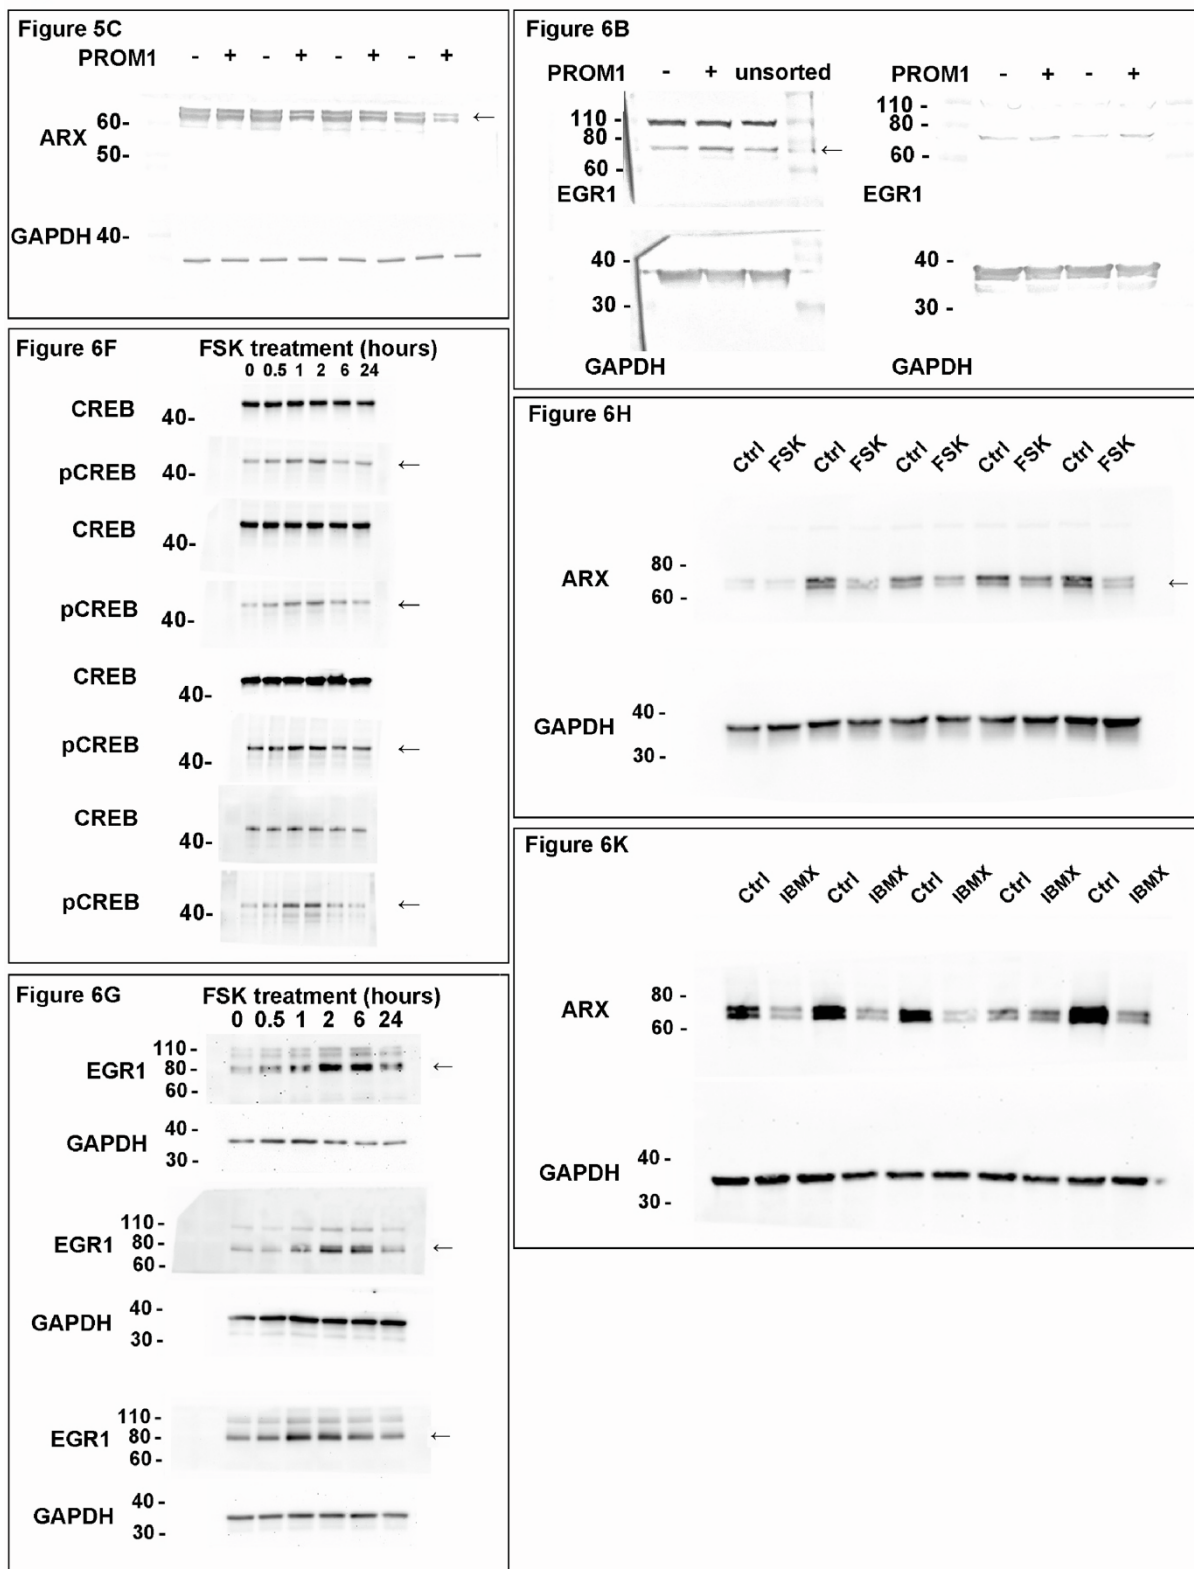 Figure 5C
PROM1 - + - + - + - +
60-
ARX
50-
GAPDH 40-
Figure 6B
PROM1 - + unsorted
110 -
80 -
60 -
EGR1
40 -
30 -
GAPDH
PROM1 - + - +
110 -
80 -
60 -
EGR1
40 -
30 -
GAPDH
Figure 6F
FSK treatment (hours)
0 0.5 1 2 6 24
CREB
40-
pCREB 40-
CREB
40-
pCREB 40-
CREB
40-
pCREB
40-
CREB
40-
pCREB 40-
Figure 6H
Ctrl FSK Ctrl FSK Ctrl FSK Ctrl FSK Ctrl FSK
80 -
ARX
60 -
40 -
GAPDH
30 -
Figure 6K
Ctrl IBMX Ctrl IBMX Ctrl IBMX Ctrl IBMX Ctrl IBMX
80 -
ARX
60 -
40 -
GAPDH
30 -
Figure 6G
FSK treatment (hours)
0 0.5 1 2 6 24
110 -
EGR1 80 -
60 -
40 -
GAPDH
30 -
110 -
EGR1 80 -
60 -
40 -
GAPDH
30 -
110 -
EGR1 80 -
60 -
40 -
GAPDH
30 -